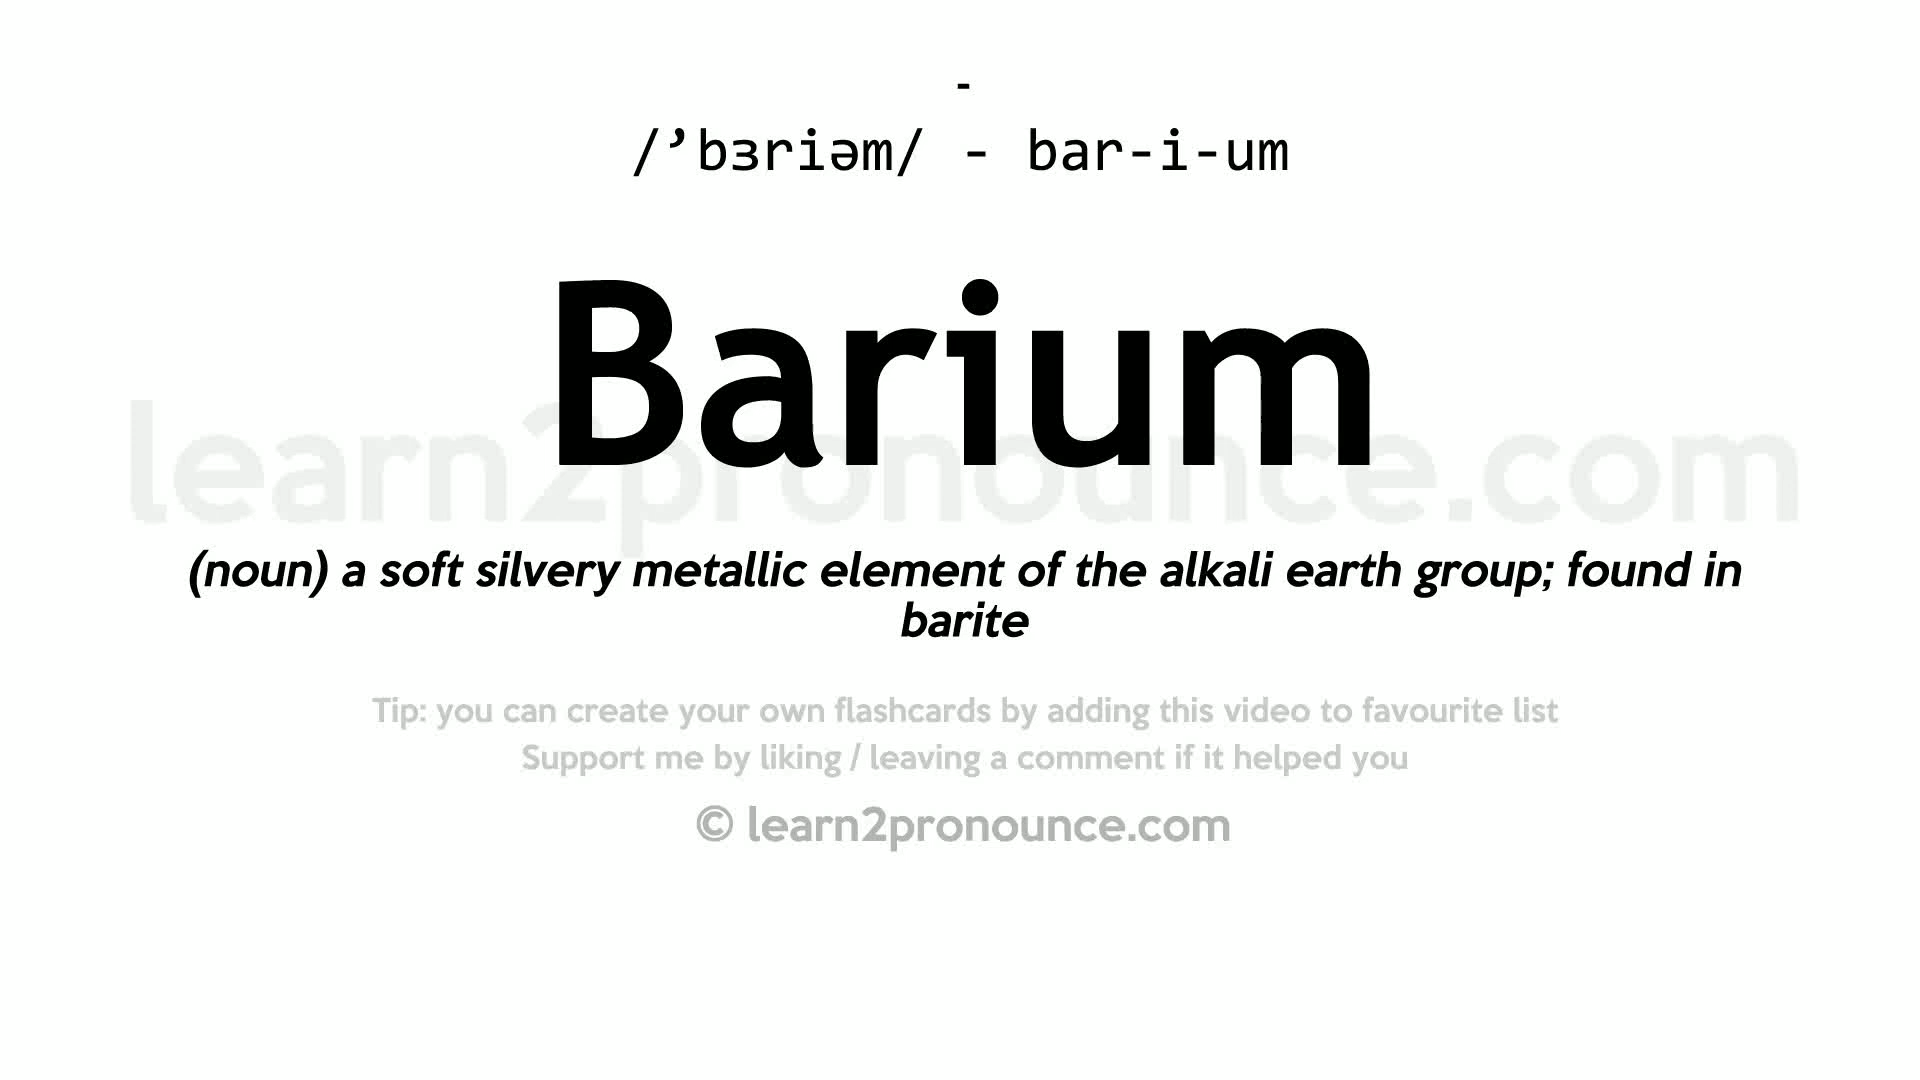 -
/’bɜriəm/ - bar-i-um
Barium
learn2pronounce.com
(noun) a soft silvery metallic element of the alkali earth group; found in
barite
Tip: you can create your own flashcards by adding this video to favourite list
Support me by liking / leaving a comment if it helped you
© learn2pronounce.com